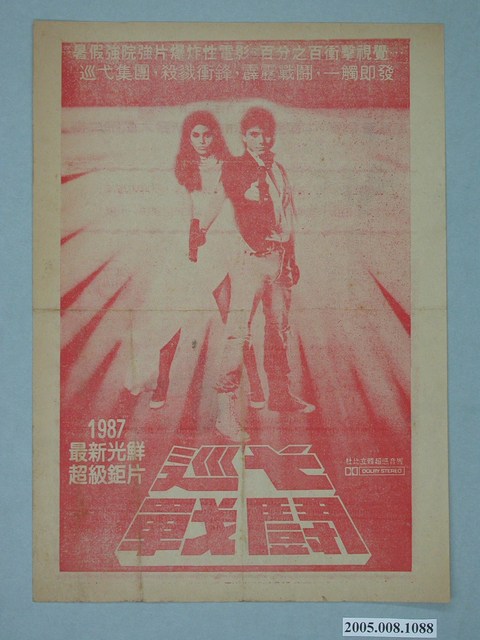 暑假強院強片爆炸性電影・百分之百衝擊視覺
巡弋集團、殺戮衝鋒、霹靂戰鬪、一觸即發
1987
最新光鮮
超級鉅片
巡弋
戰鬪
DOLBY STEREO
2005.008.1088